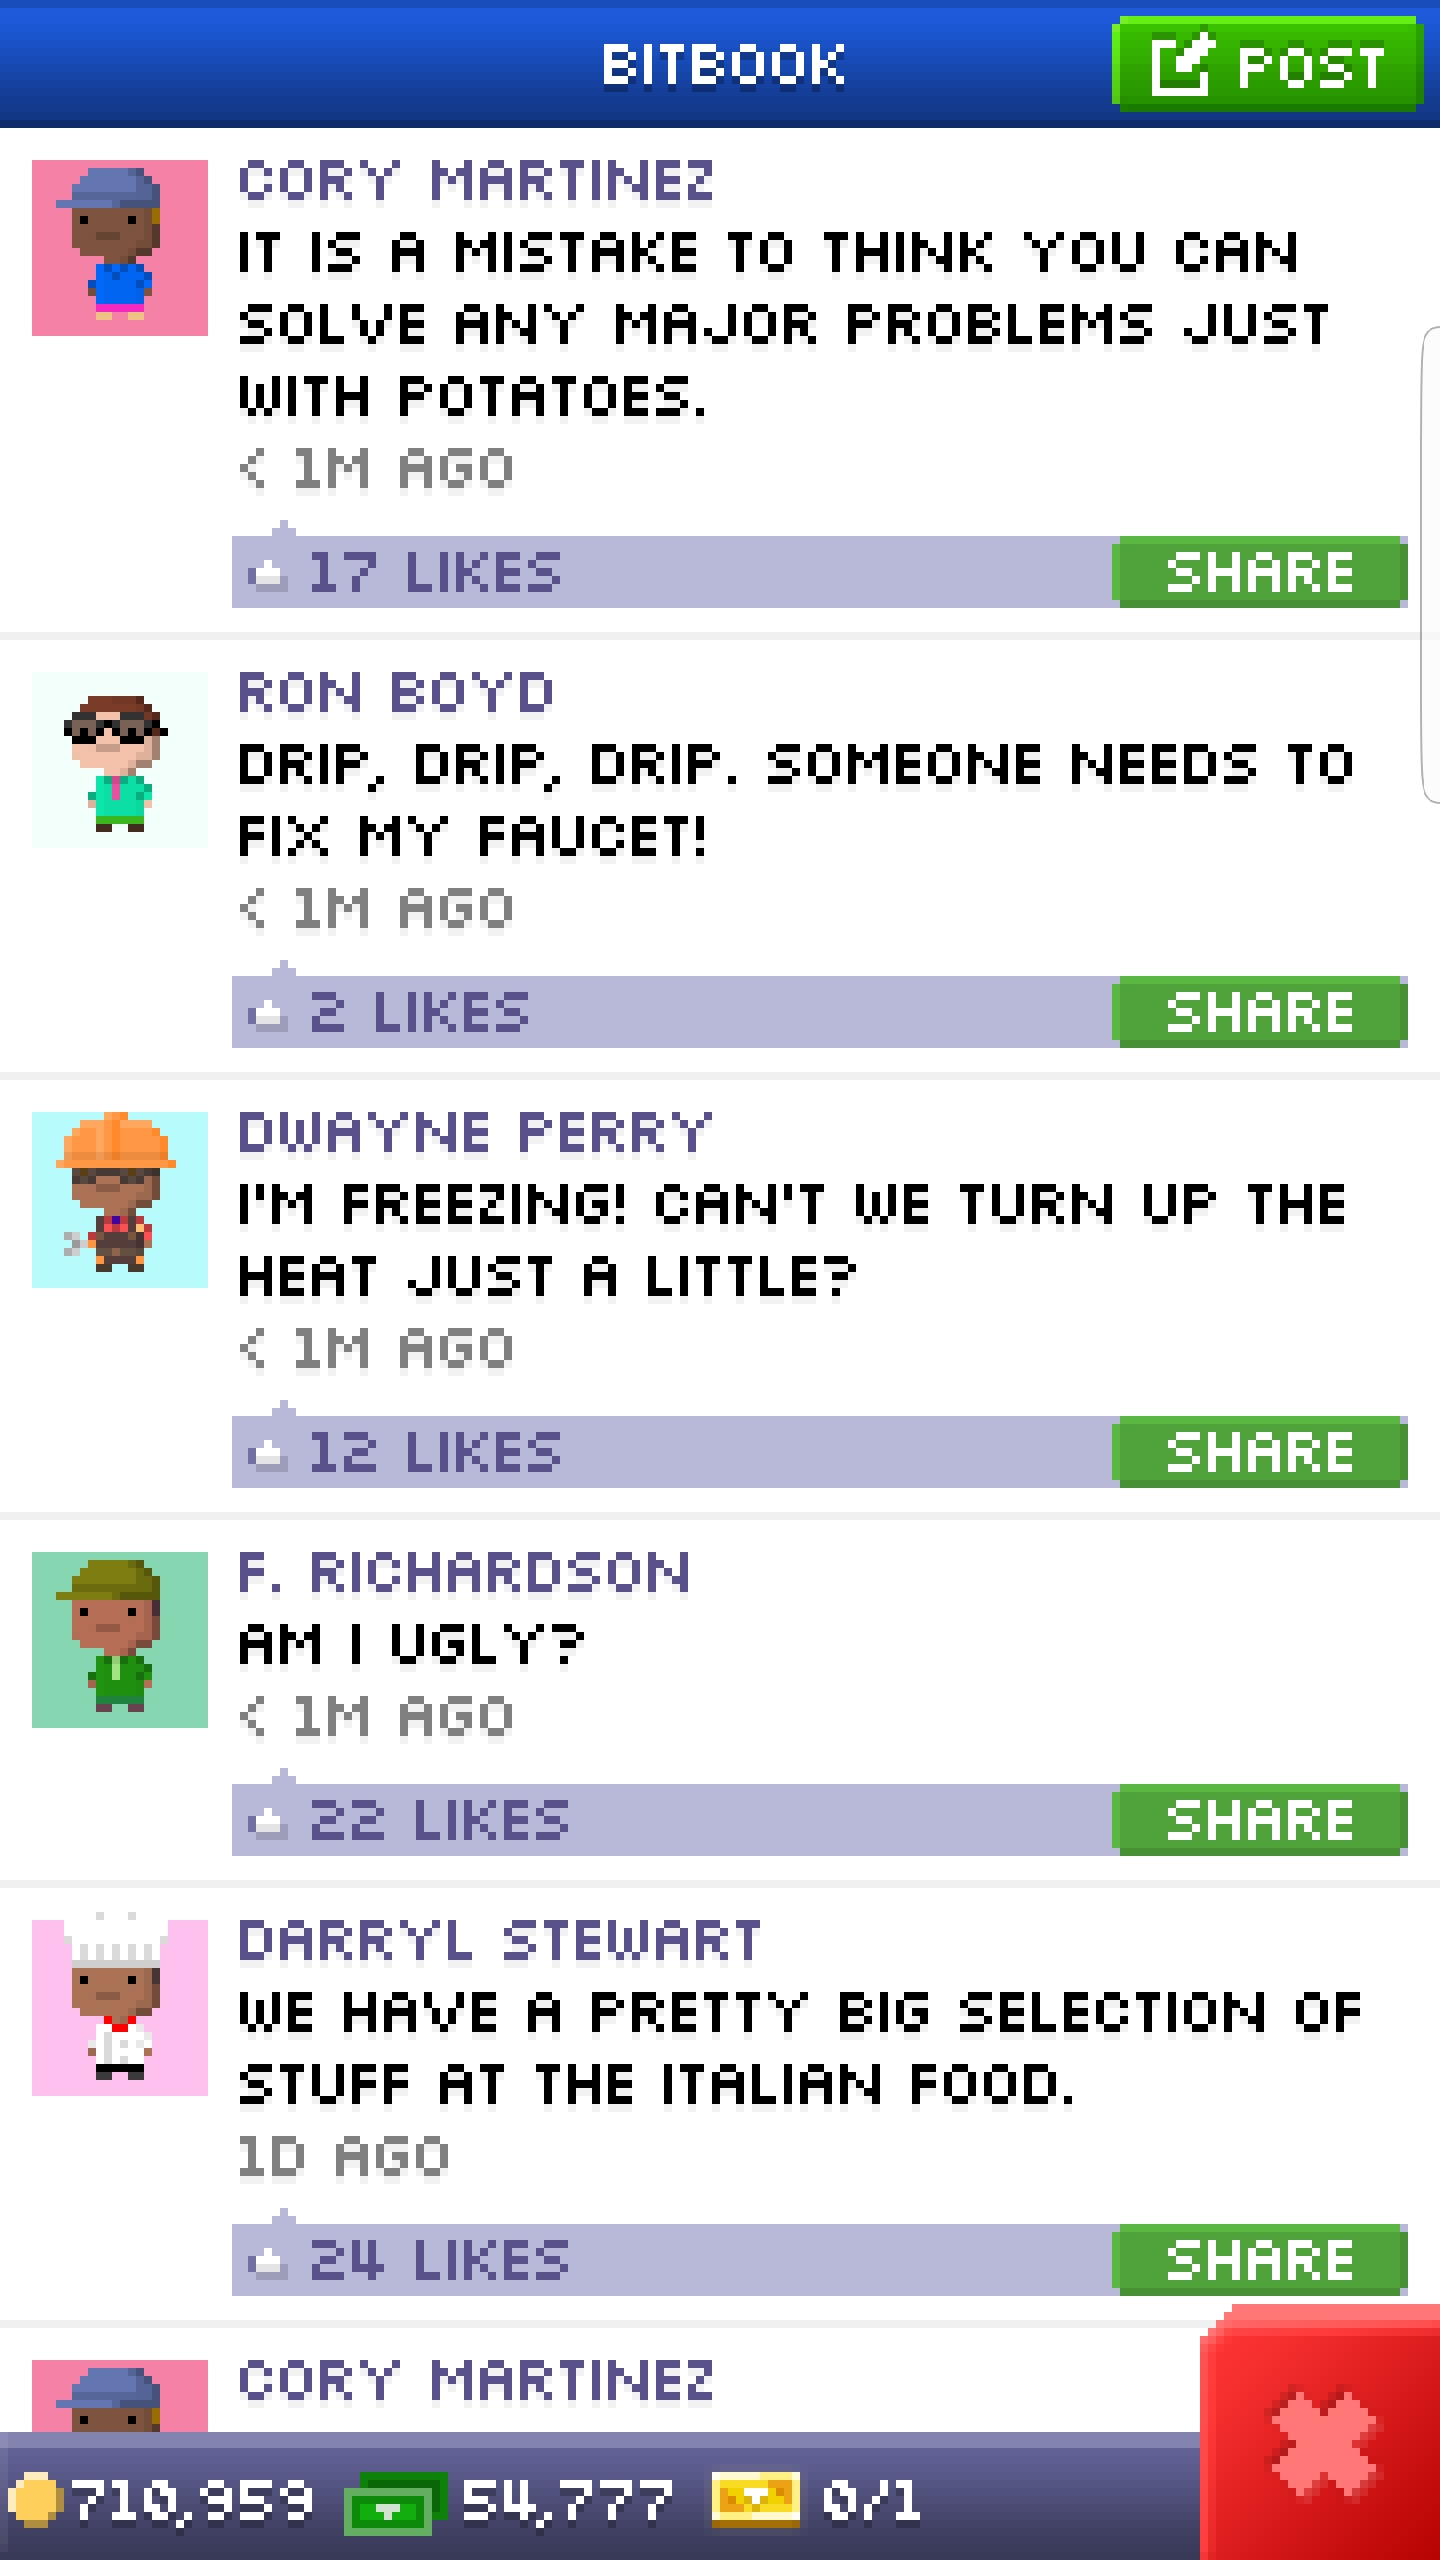 BITBOOK
POST
CORY MARTINEZ
IT IS A MISTAKE TO THINK YOU CAN
SOLVE ANY MAJOR PROBLEMS JUST
WITH POTATOES.
< 1M AGO
17 LIKES
SHARE
RON BOYD
DRIP, DRIP, DRIP. SOMEONE NEEDS TO
FIX MY FAUCET!
< 1M AGO
2 LIKES
SHARE
DWAYNE PERRY
I'M FREEZING! CAN'T WE TURN UP THE
HEAT JUST A LITTLE?
< 1M AGO
12 LIKES
SHARE
F. RICHARDSON
AM I UGLY?
< 1M AGO
22 LIKES
SHARE
DARRYL STEWART
WE HAVE A PRETTY BIG SELECTION OF
STUFF AT THE ITALIAN FOOD.
1D AGO
24 LIKES
SHARE
CORY MARTINEZ
710,959
54,777
0/1